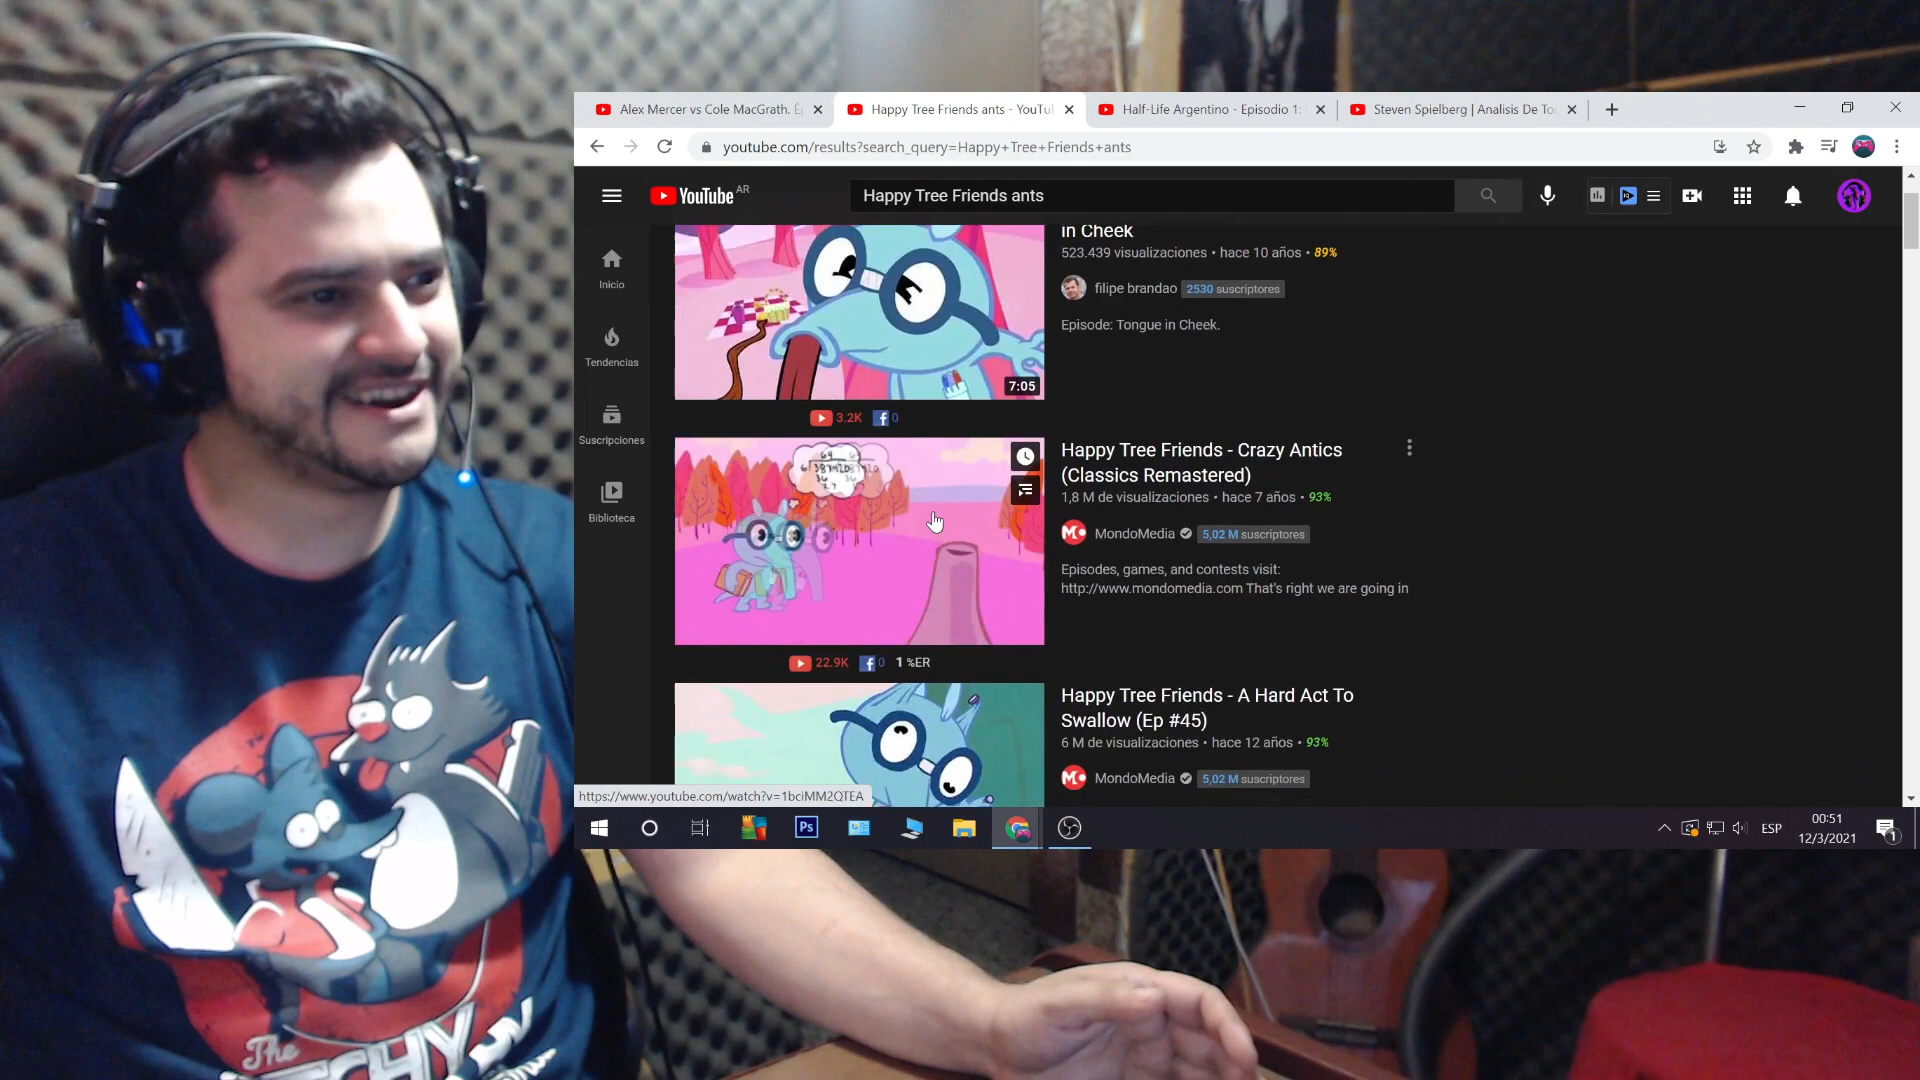 Alex Mercer vs Cole MacGrath. É
Happy Tree Friends ants - YouTu
Half-Life Argentino - Episodio 1:
Steven Spielberg | Analisis De To
youtube.com/results?search_query=Happy+Tree+Friends+ants
YouTube AR
Happy Tree Friends ants
Inicio
Tendencias
Suscripciones
Biblioteca
in Cheek
523.439 visualizaciones • hace 10 años • 89%
filipe brandao 2530 suscriptores
Episode: Tongue in Cheek.
7:05
3.2K 0
Happy Tree Friends - Crazy Antics
(Classics Remastered)
1,8 M de visualizaciones • hace 7 años • 93%
MondoMedia 5,02 M suscriptores
Episodes, games, and contests visit:
http://www.mondomedia.com That's right we are going in
22.9K 0 1 %ER
Happy Tree Friends - A Hard Act To
Swallow (Ep #45)
6 M de visualizaciones • hace 12 años • 93%
MondoMedia 5,02 M suscriptores
https://www.youtube.com/watch?v=1bciMM2QTEA
Ps
ESP
00:51
12/3/2021
1
The